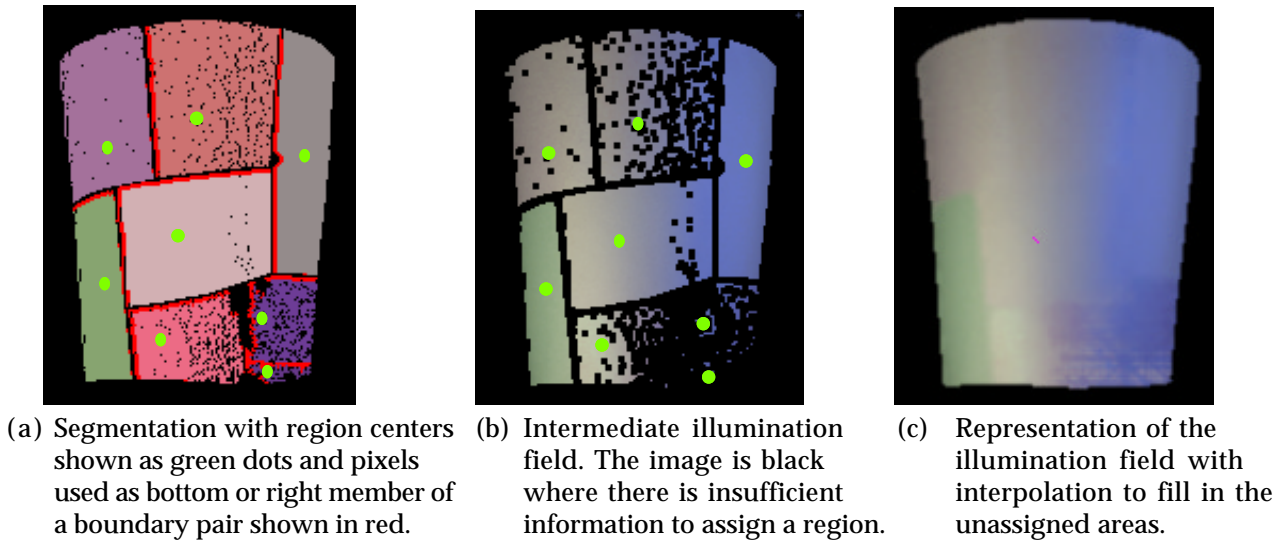 (a) Segmentation with region centers
shown as green dots and pixels
used as bottom or right member of
a boundary pair shown in red.
(b) Intermediate illumination
field. The image is black
where there is insufficient
information to assign a region.
(c) Representation of the
illumination field with
interpolation to fill in the
unassigned areas.